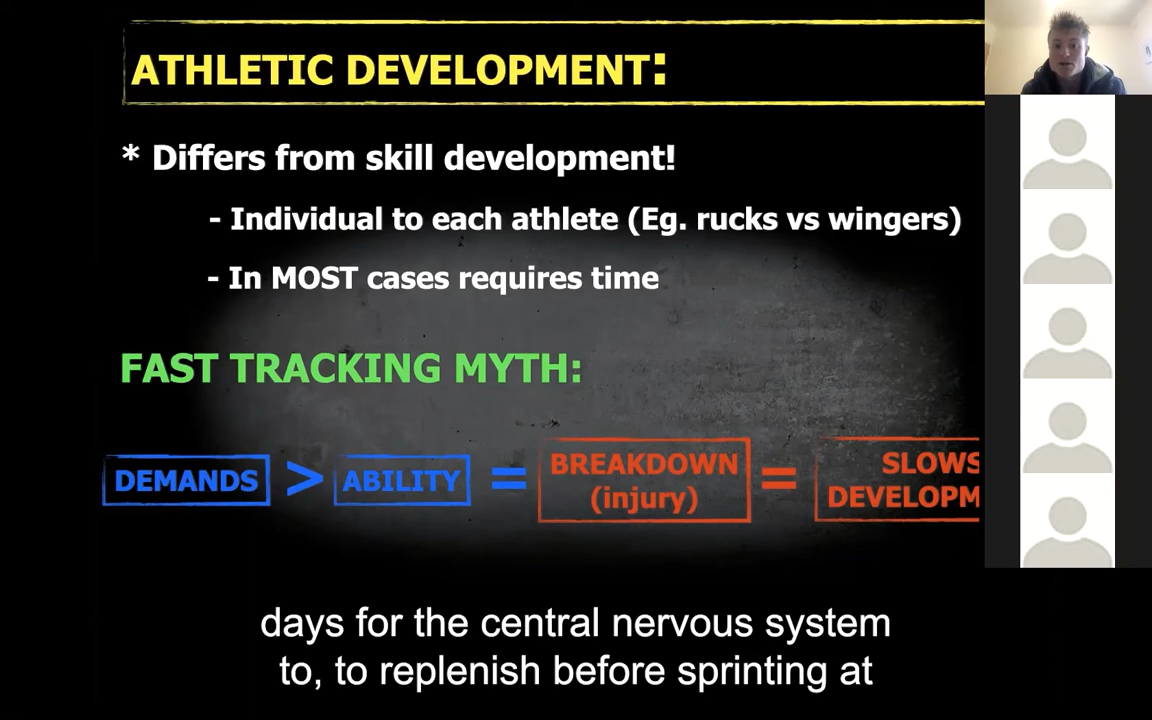 ATHLETIC DEVELOPMENT:
* Differs from skill development!
- Individual to each athlete (Eg. rucks vs wingers)
- In MOST cases requires time
FAST TRACKING MYTH:
DEMANDS > ABILITY = BREAKDOWN (injury) = SLOWS DEVELOPM
days for the central nervous system
to, to replenish before sprinting at